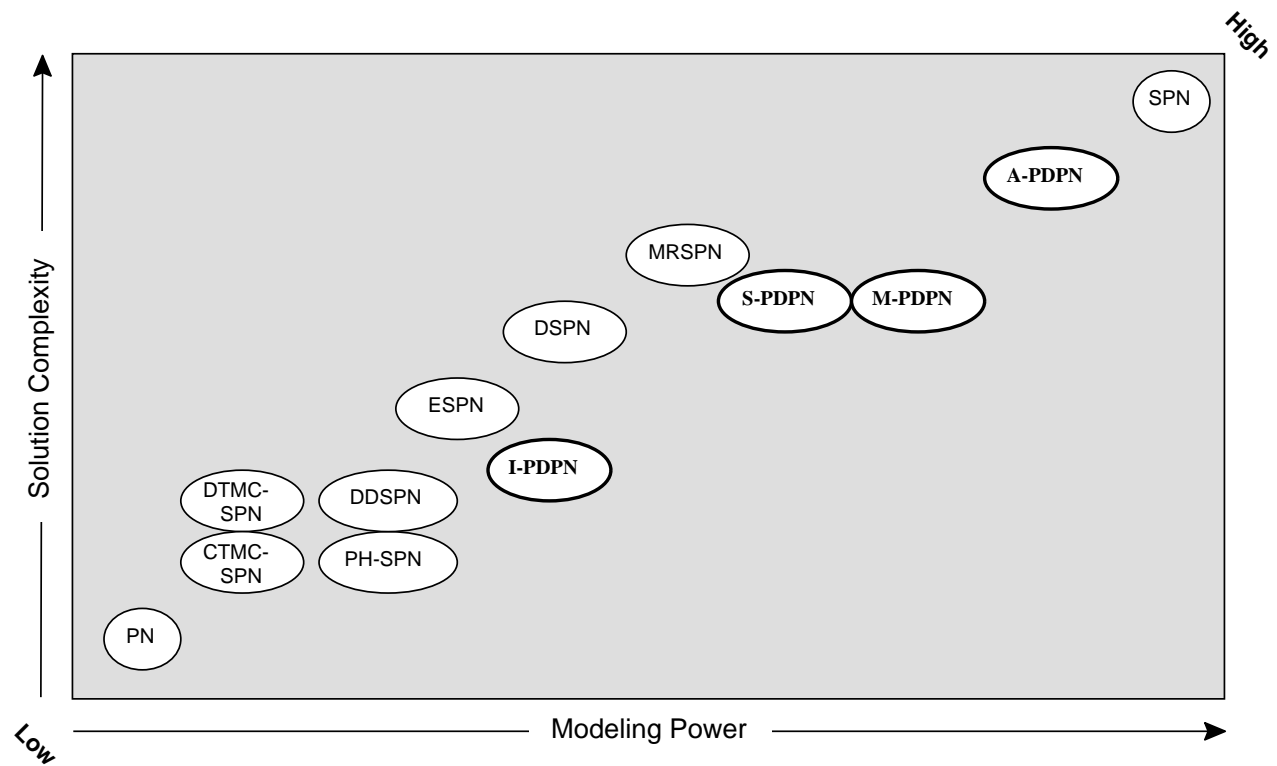 High
SPN
A-PDPN
MRSPN
S-PDPN
M-PDPN
DSPN
ESPN
I-PDPN
DTMC-
SPN
DDSPN
CTMC-
SPN
PH-SPN
PN
Solution Complexity
Low
Modeling Power